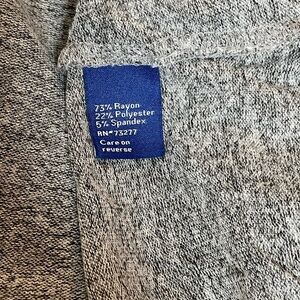 73% Rayon
22% Polyester
5% Spandex
RN#73277
Care on
reverse